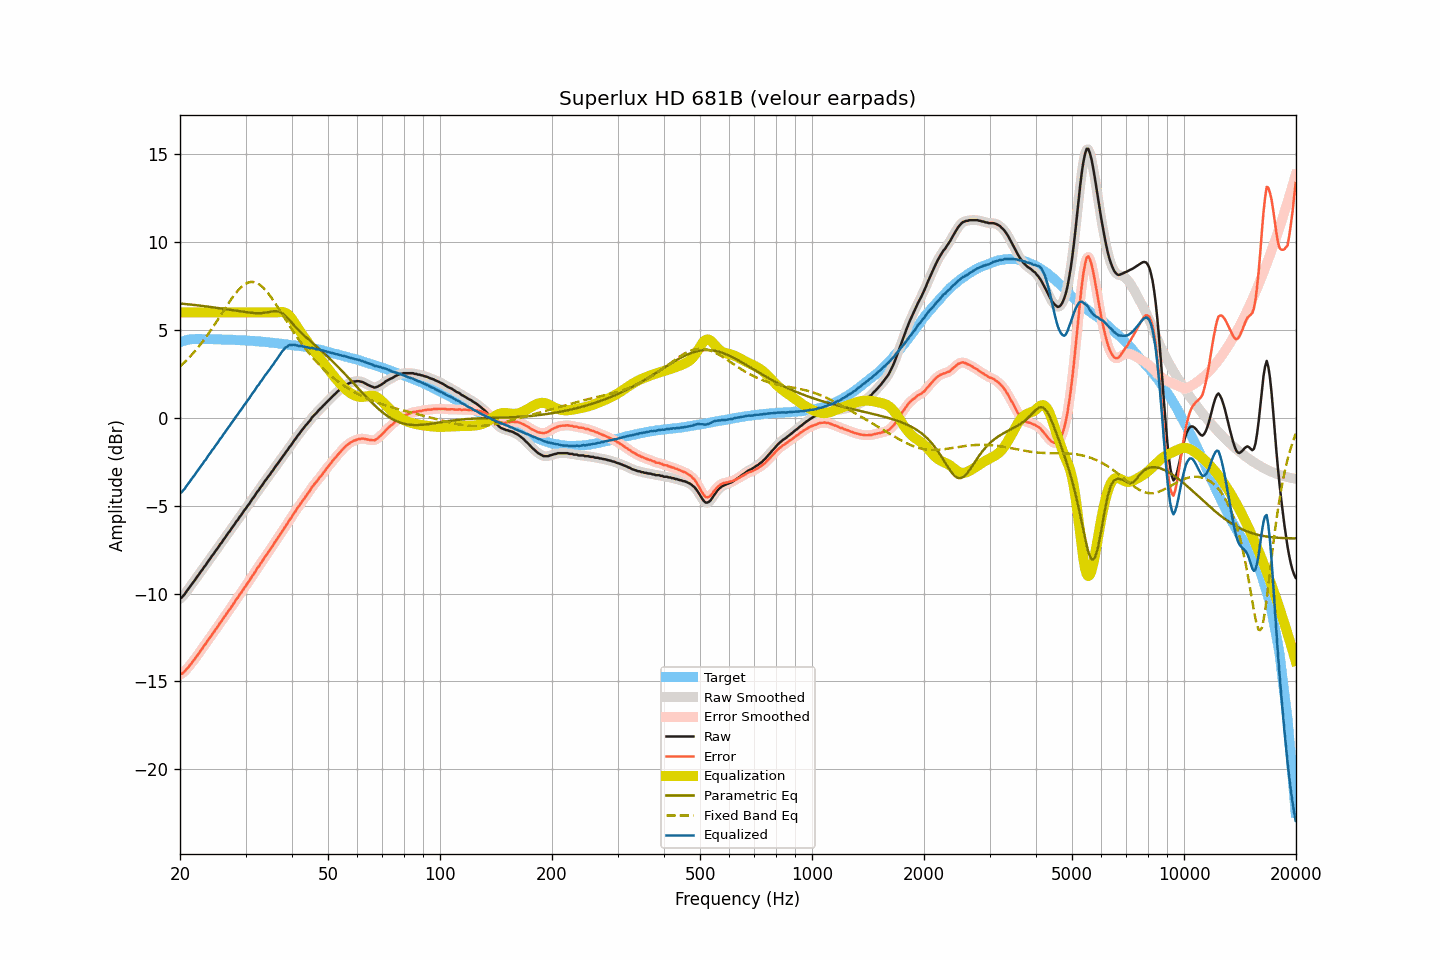 Superlux HD 681B (velour earpads)
Amplitude (dBr)
15
10
5
0
−5
−10
−15
−20
Target
Raw Smoothed
Error Smoothed
Raw
Error
Equalization
Parametric Eq
Fixed Band Eq
Equalized
20 50 100 200 500 1000 2000 5000 10000 20000
Frequency (Hz)